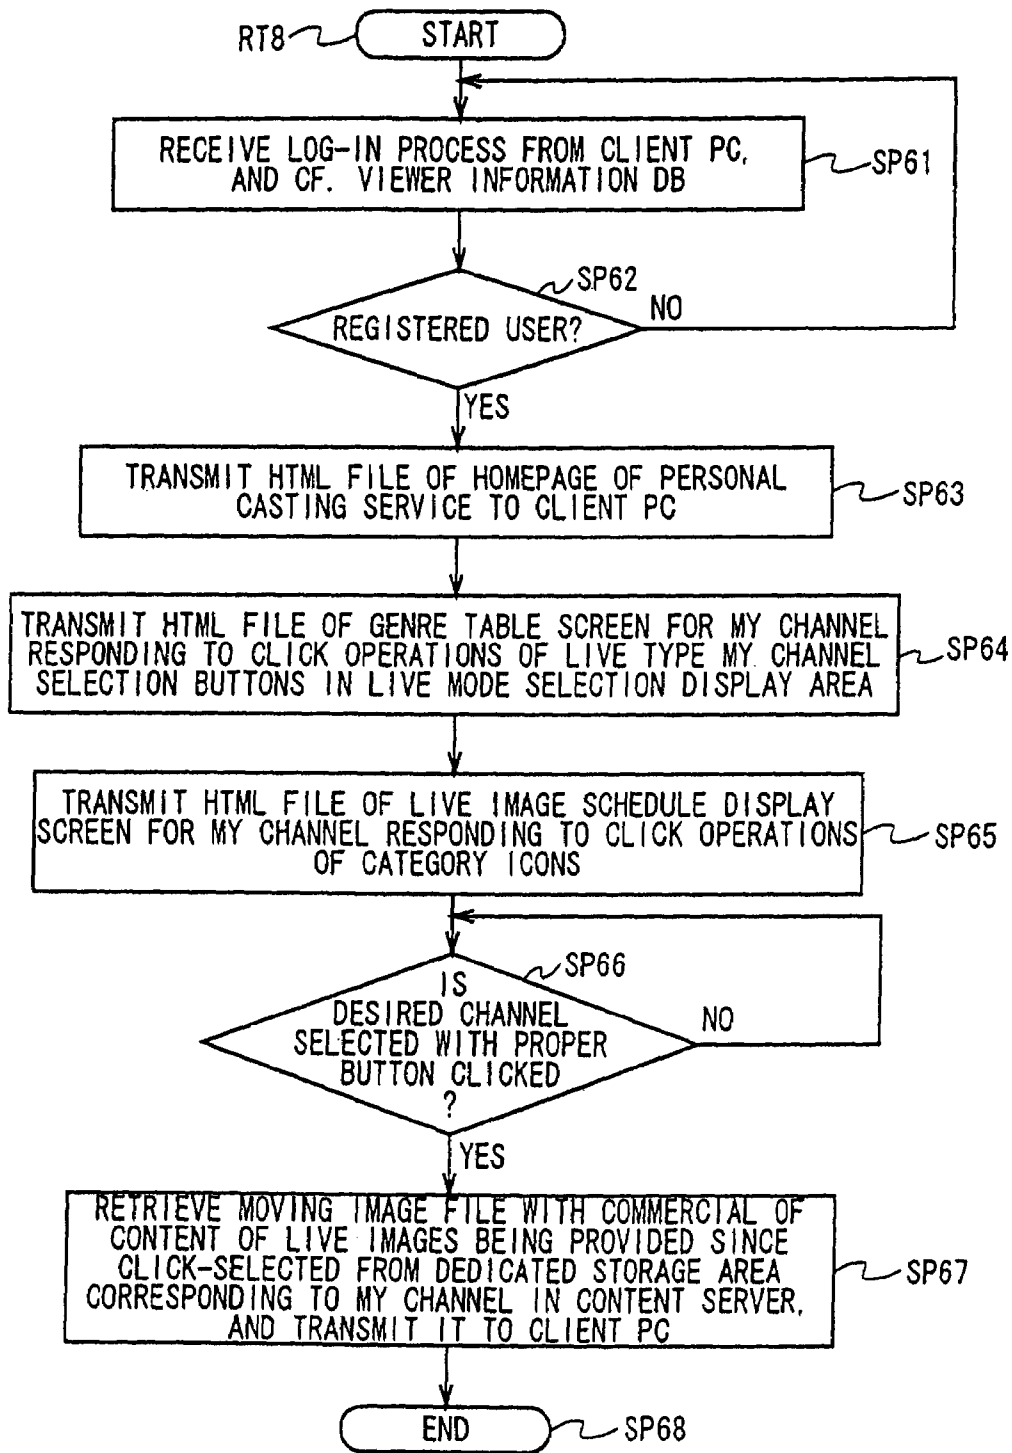 RT8
START
RECEIVE LOG-IN PROCESS FROM CLIENT PC,
AND CF. VIEWER INFORMATION DB
SP61
SP62
REGISTERED USER?
NO
YES
TRANSMIT HTML FILE OF HOMEPAGE OF PERSONAL
CASTING SERVICE TO CLIENT PC
SP63
TRANSMIT HTML FILE OF GENRE TABLE SCREEN FOR MY CHANNEL
RESPONDING TO CLICK OPERATIONS OF LIVE TYPE MY CHANNEL
SELECTION BUTTONS IN LIVE MODE SELECTION DISPLAY AREA
SP64
TRANSMIT HTML FILE OF LIVE IMAGE SCHEDULE DISPLAY
SCREEN FOR MY CHANNEL RESPONDING TO CLICK OPERATIONS
OF CATEGORY ICONS
SP65
SP66
IS
DESIRED CHANNEL
SELECTED WITH PROPER
BUTTON CLICKED
?
NO
YES
RETRIEVE MOVING IMAGE FILE WITH COMMERCIAL OF
CONTENT OF LIVE IMAGES BEING PROVIDED SINCE
CLICK-SELECTED FROM DEDICATED STORAGE AREA
CORRESPONDING TO MY CHANNEL IN CONTENT SERVER,
AND TRANSMIT IT TO CLIENT PC
SP67
END
SP68